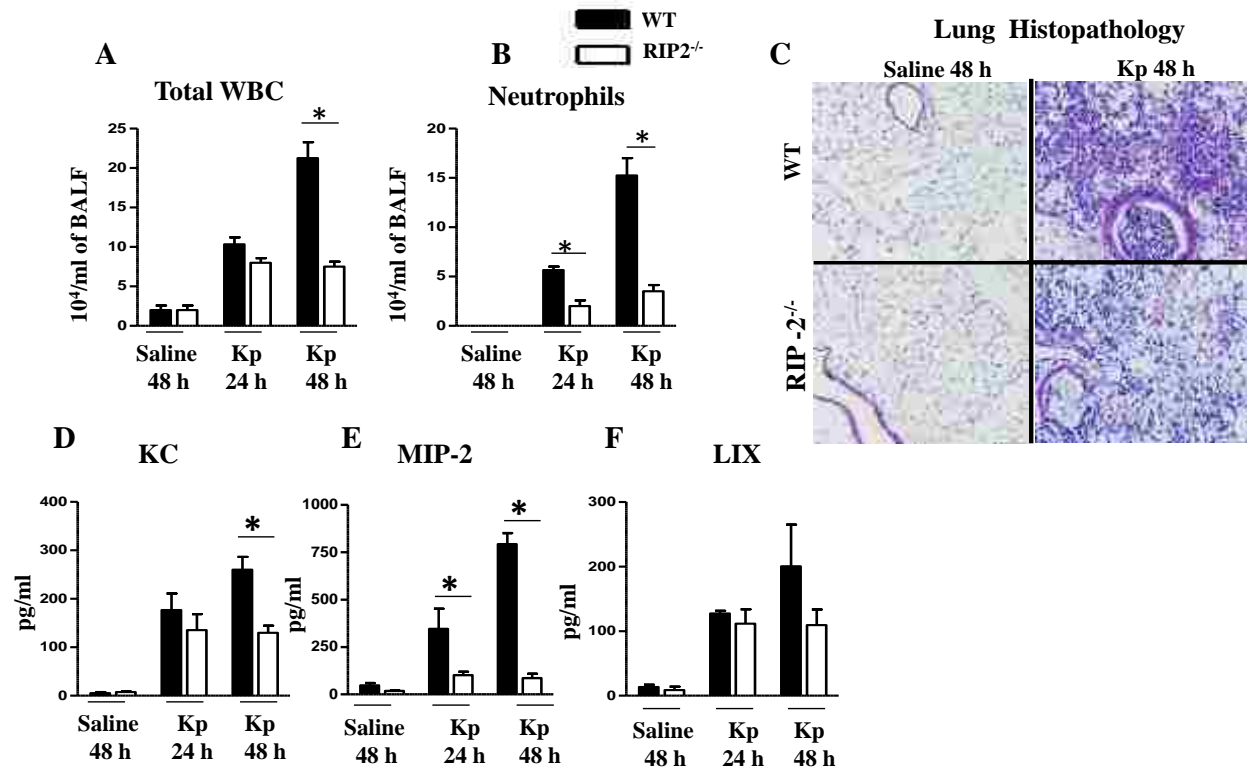 WT
RIP2-/-
A
Total WBC
25
20
15
10
5
0
10⁴/ml of BALF
*
Saline
48 h
Kp
24 h
Kp
48 h
B
Neutrophils
20
15
10
5
0
10⁴/ml of BALF
*
*
Saline
48 h
Kp
24 h
Kp
48 h
C
Lung Histopathology
Saline 48 h
Kp 48 h
WT
RIP -2-/-
D
KC
400
300
200
100
0
pg/ml
*
Saline
48 h
Kp
24 h
Kp
48 h
E
MIP-2
1000
750
500
250
0
pg/ml
*
*
Saline
48 h
Kp
24 h
Kp
48 h
F
LIX
300
200
100
0
pg/ml
Saline
48 h
Kp
24 h
Kp
48 h